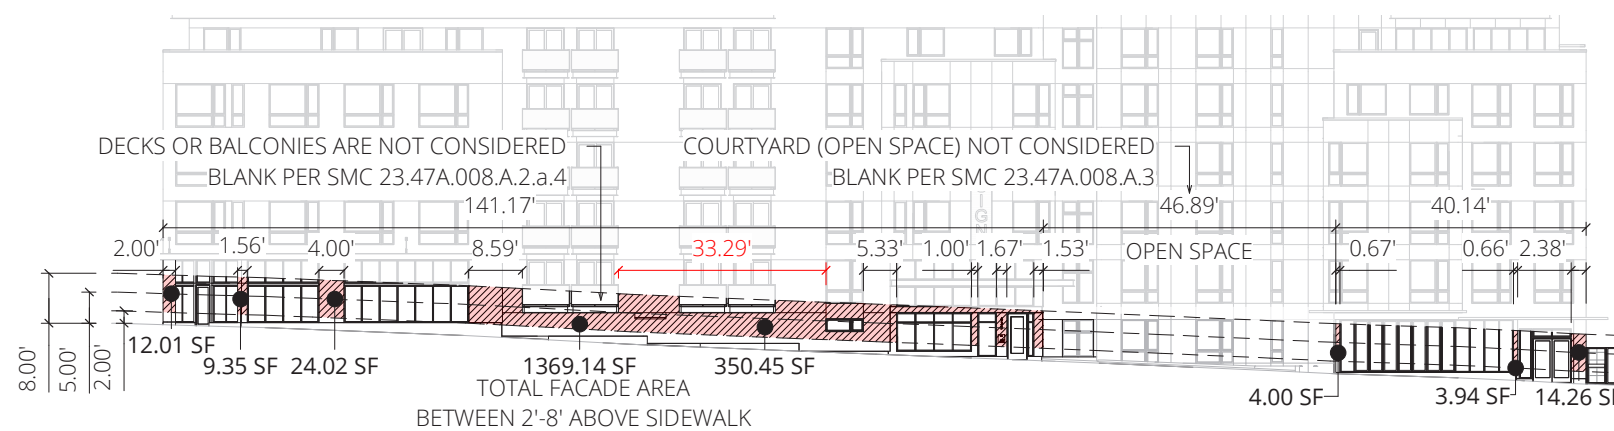 DECKS OR BALCONIES ARE NOT CONSIDERED
BLANK PER SMC 23.47A.008.A.2.a.4
COURTYARD (OPEN SPACE) NOT CONSIDERED
BLANK PER SMC 23.47A.008.A.3
141.17'
46.89'
40.14'
2.00'
1.56'
4.00'
8.59'
33.29'
5.33'
1.00'
1.67'
1.53'
OPEN SPACE
0.67'
0.66'
2.38'
8.00'
5.00'
2.00'
12.01 SF
9.35 SF
24.02 SF
1369.14 SF
350.45 SF
4.00 SF
3.94 SF
14.26 SF
TOTAL FACADE AREA
BETWEEN 2'-8' ABOVE SIDEWALK